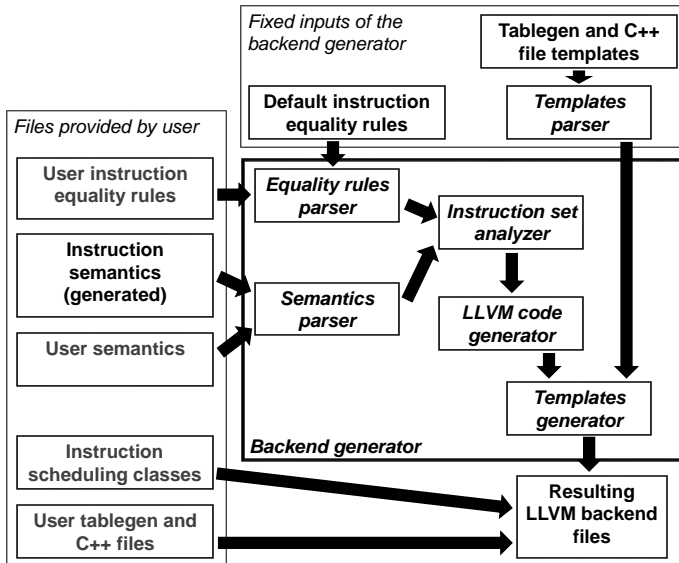 Fixed inputs of the
backend generator
Tablegen and C++
file templates
Default instruction
equality rules
Templates
parser
Files provided by user
User instruction
equality rules
Equality rules
parser
Instruction set
analyzer
Instruction
semantics
(generated)
Semantics
parser
User semantics
LLVM code
generator
Templates
generator
Backend generator
Instruction
scheduling classes
User tablegen and
C++ files
Resulting
LLVM backend
files